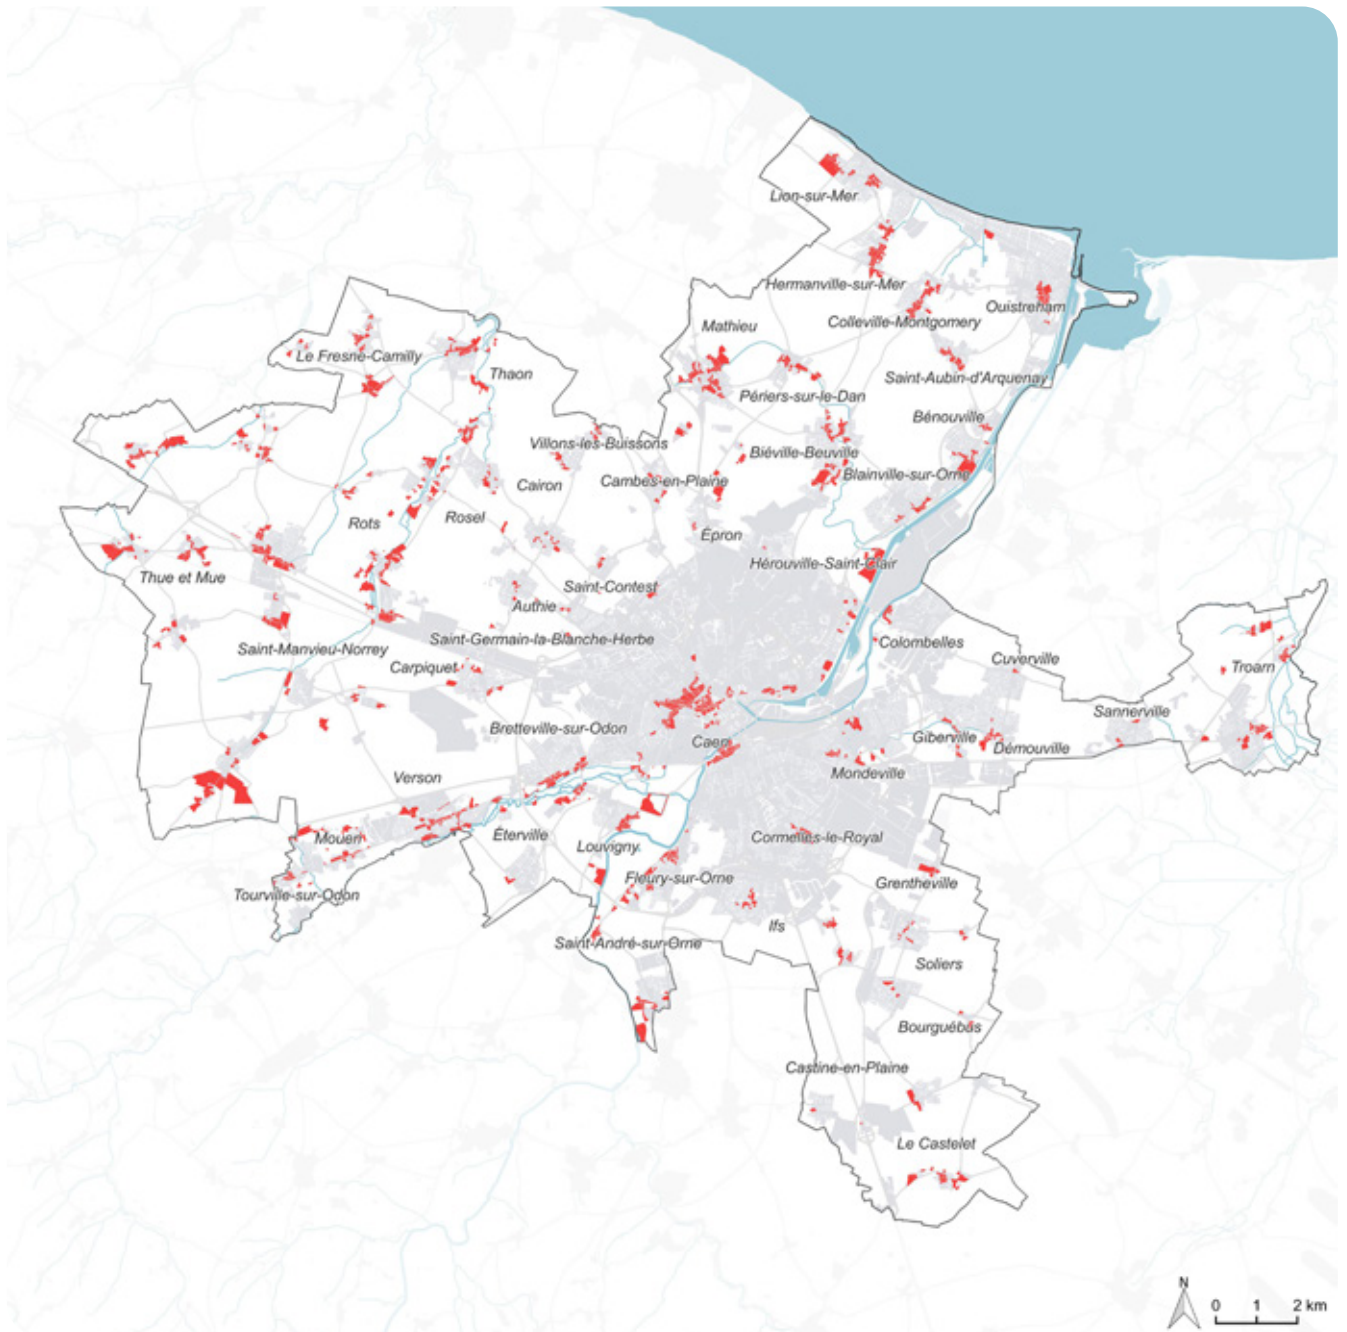 Lion-sur-Mer
Hermanville-sur-Mer
Ouistreham
Colleville-Montgomery
Mathieu
Le Fresne-Camilly
Thaon
Saint-Aubin-d'Arquenay
Périers-sur-le-Dan
Bénouville
Villons-les-Buissons
Biéville-Beuville
Cairon
Cambes-en-Plaine
Blainville-sur-Orne
Rots
Rosel
Épron
Hérouville-Saint-Clair
Thue et Mue
Saint-Contest
Authie
Saint-Germain-la-Blanche-Herbe
Colombelles
Saint-Manvieu-Norrey
Carpiquet
Cuverville
Troarn
Sannerville
Bretteville-sur-Odon
Caen
Giberville
Démouville
Verson
Mondeville
Mouen
Éterville
Louvigny
Cormelles-le-Royal
Fleury-sur-Orne
Grentheville
Tourville-sur-Odon
Ifs
Saint-André-sur-Orne
Soliers
Bourguébus
Castine-en-Plaine
Le Castelet
N
0 1 2 km